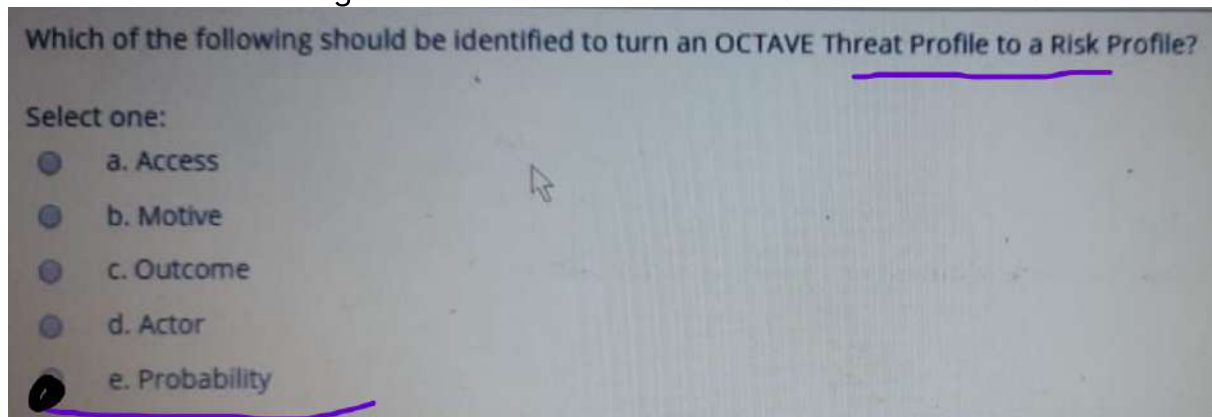 Which of the following should be identified to turn an OCTAVE Threat Profile to a Risk Profile?
Select one:
a. Access
b. Motive
c. Outcome
d. Actor
e. Probability